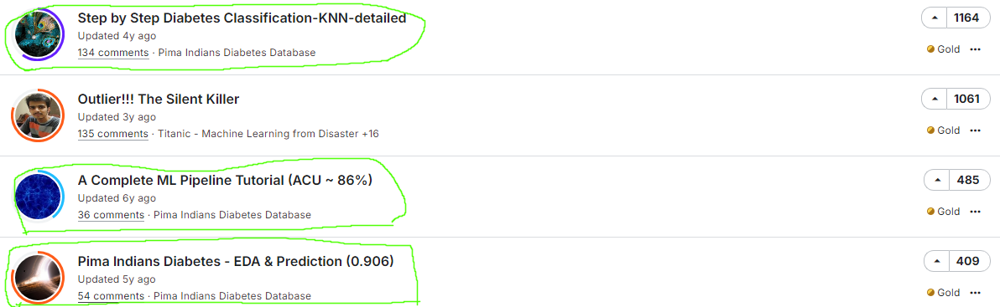 Step by Step Diabetes Classification-KNN-detailed
1164
Updated 4y ago
134 comments · Pima Indians Diabetes Database
Gold
Outlier!!! The Silent Killer
1061
Updated 3y ago
135 comments · Titanic - Machine Learning from Disaster +16
Gold
A Complete ML Pipeline Tutorial (ACU ~ 86%)
485
Updated 6y ago
36 comments · Pima Indians Diabetes Database
Gold
Pima Indians Diabetes - EDA & Prediction (0.906)
409
Updated 5y ago
54 comments · Pima Indians Diabetes Database
Gold